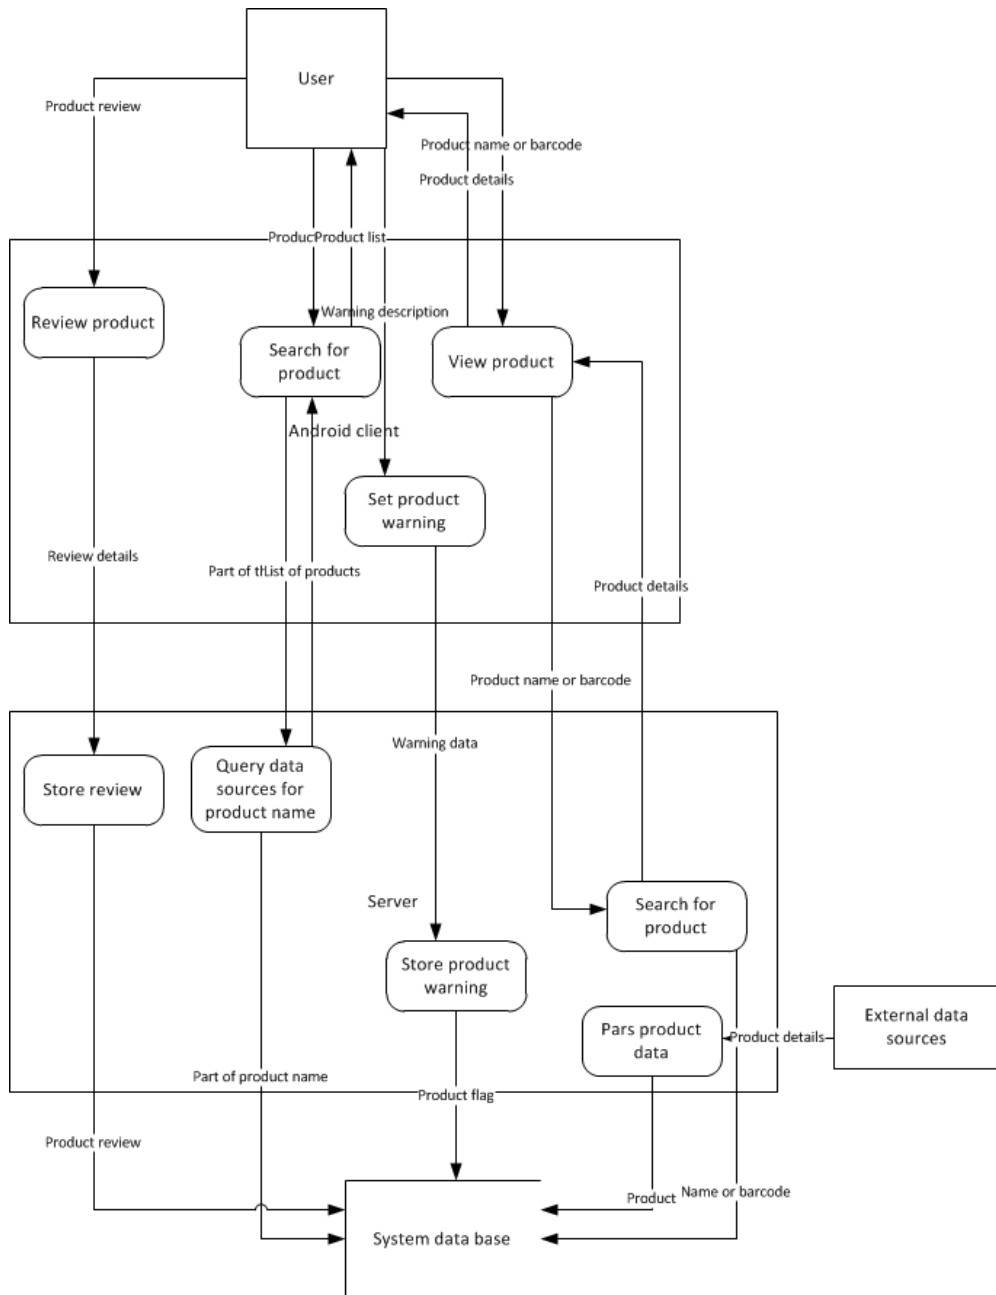 User
Product review
Product name or barcode
Product details
Product list
Warning description
Review product
Search for
product
View product
Android client
Set product
warning
Review details
Part of
List of products
Product details
Product name or barcode
Warning data
Store review
Query data
sources for
product name
Server
Search for
product
Store product
warning
Pars product
data
Product details
External data
sources
Part of product name
Product flag
Product review
Product
Name or barcode
System data base